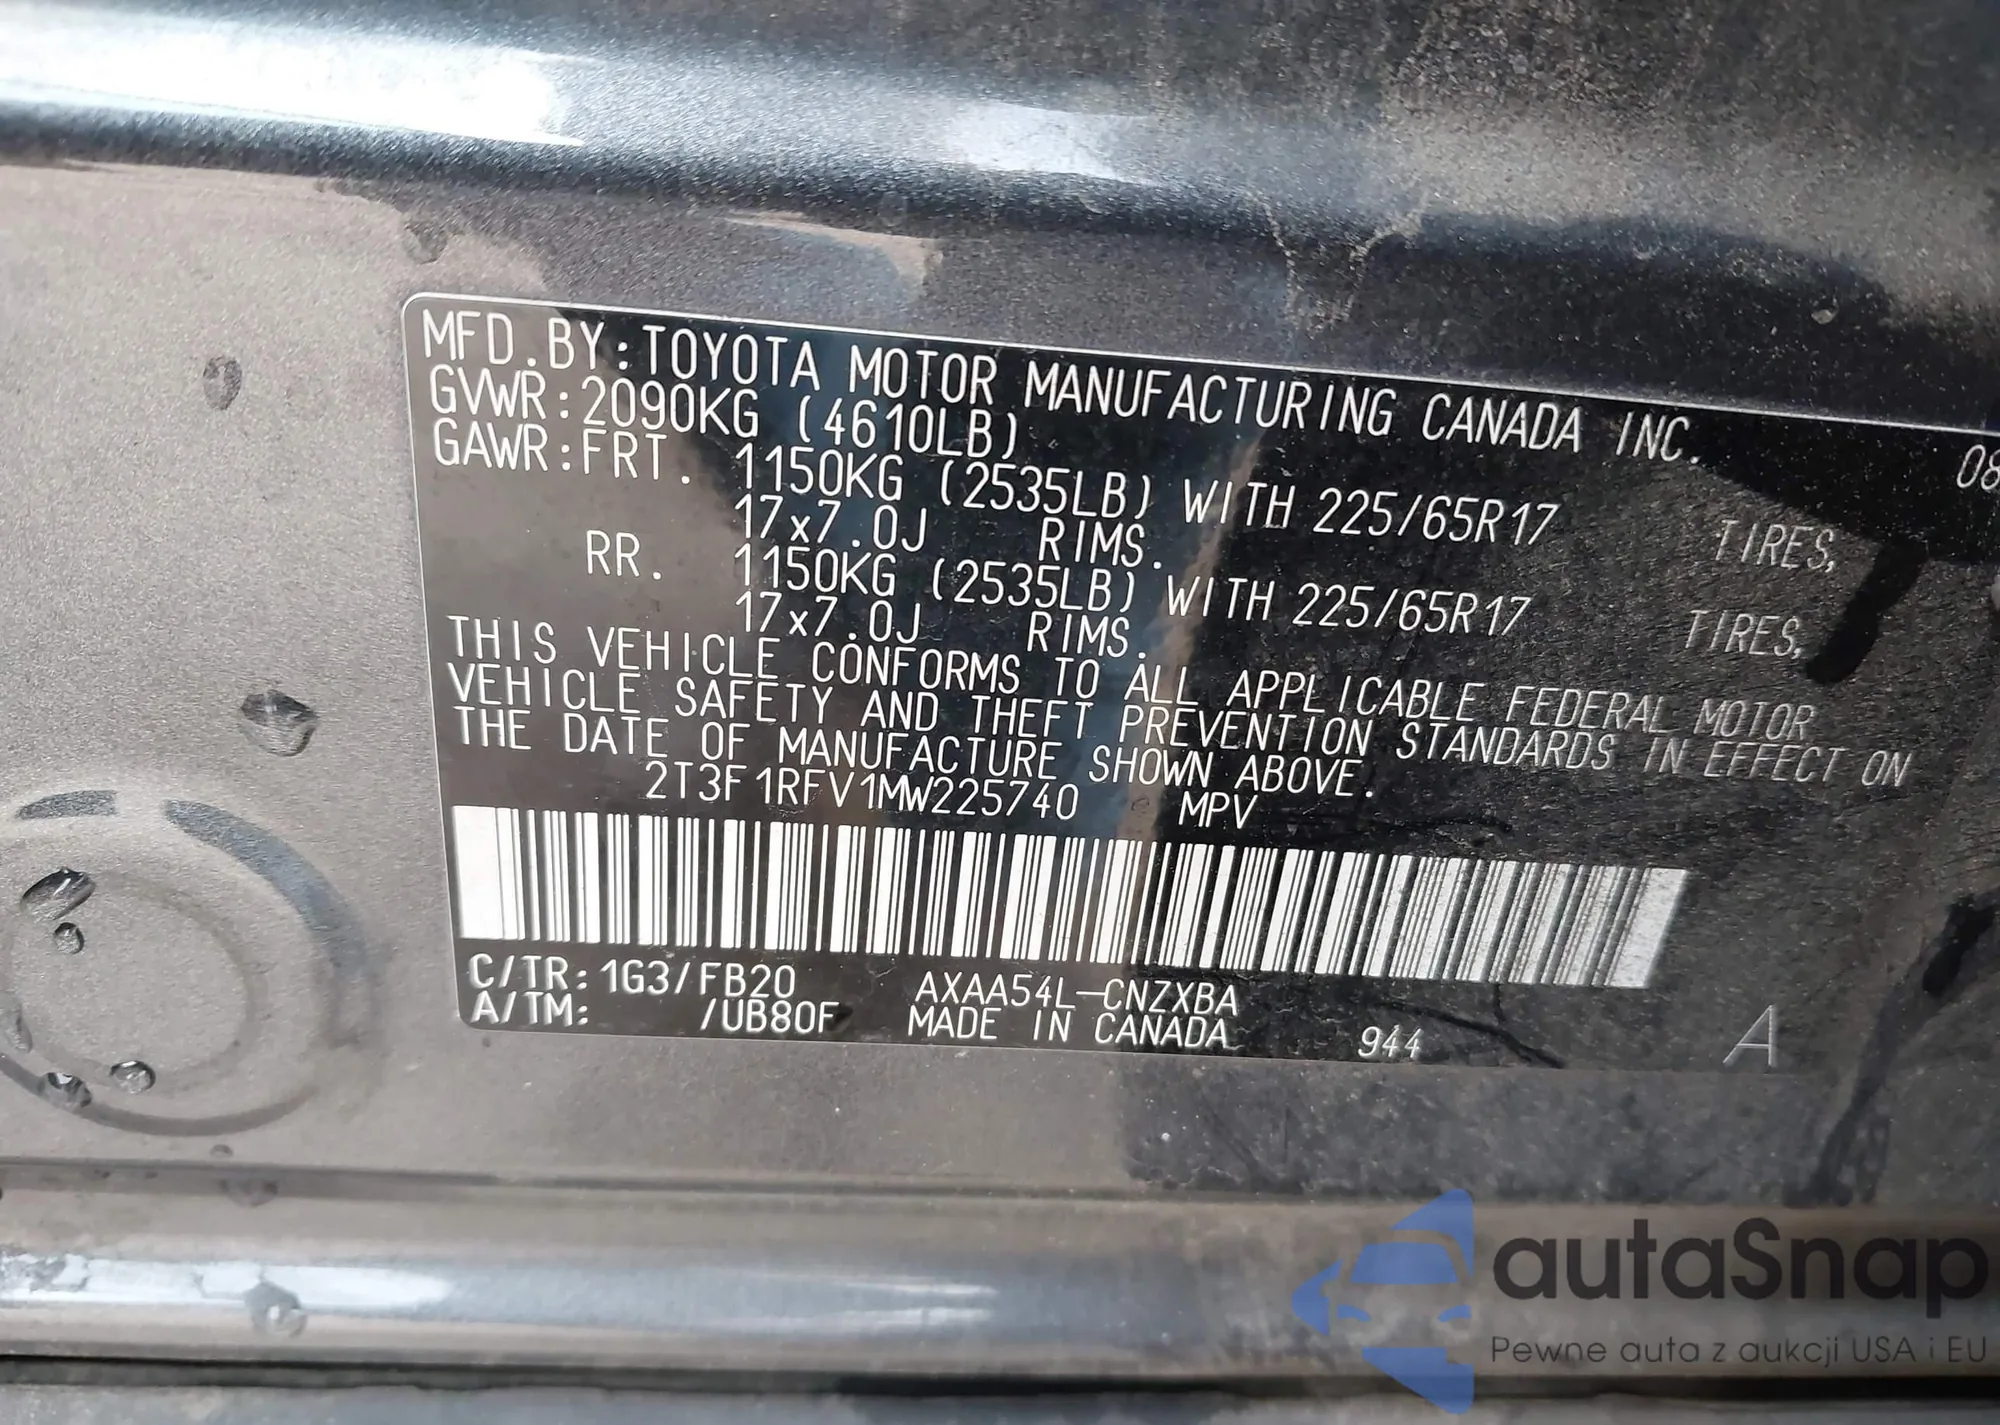 MFD.BY:TOYOTA MOTOR MANUFACTURING CANADA INC. 08
GVWR:2090KG (4610LB)
GAWR:FRT. 1150KG (2535LB) WITH 225/65R17 TIRES,
17x7.0J RIMS.
RR. 1150KG (2535LB) WITH 225/65R17 TIRES,
17x7.0J RIMS.
THIS VEHICLE CONFORMS TO ALL APPLICABLE FEDERAL MOTOR
VEHICLE SAFETY AND THEFT PREVENTION STANDARDS IN EFFECT ON
THE DATE OF MANUFACTURE SHOWN ABOVE.
2T3F1RFV1MW225740 MPV
C/TR:1G3/FB20 AXAA54L-CNZXBA
A/TM: /UB80F MADE IN CANADA 944 A
autaSnap
Pewne auta z aukcji USA i EU